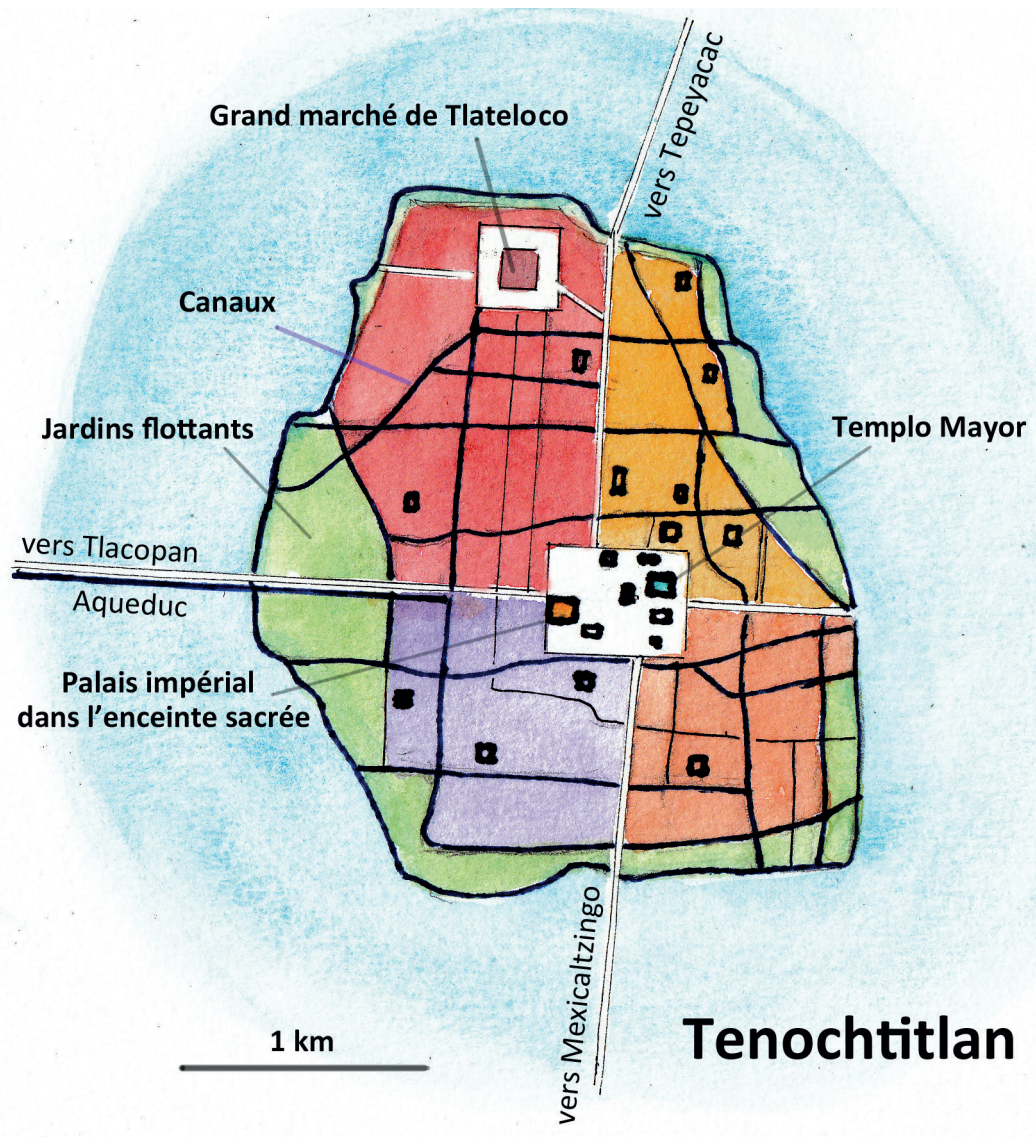 vers Tepeyacac
Grand marché de Tlateloco
Canaux
Jardins flottants
Templo Mayor
vers Tlacopan
Aqueduc
Palais impérial
dans l'enceinte sacrée
vers Mexicaltzingo
1 km
Tenochtitlan